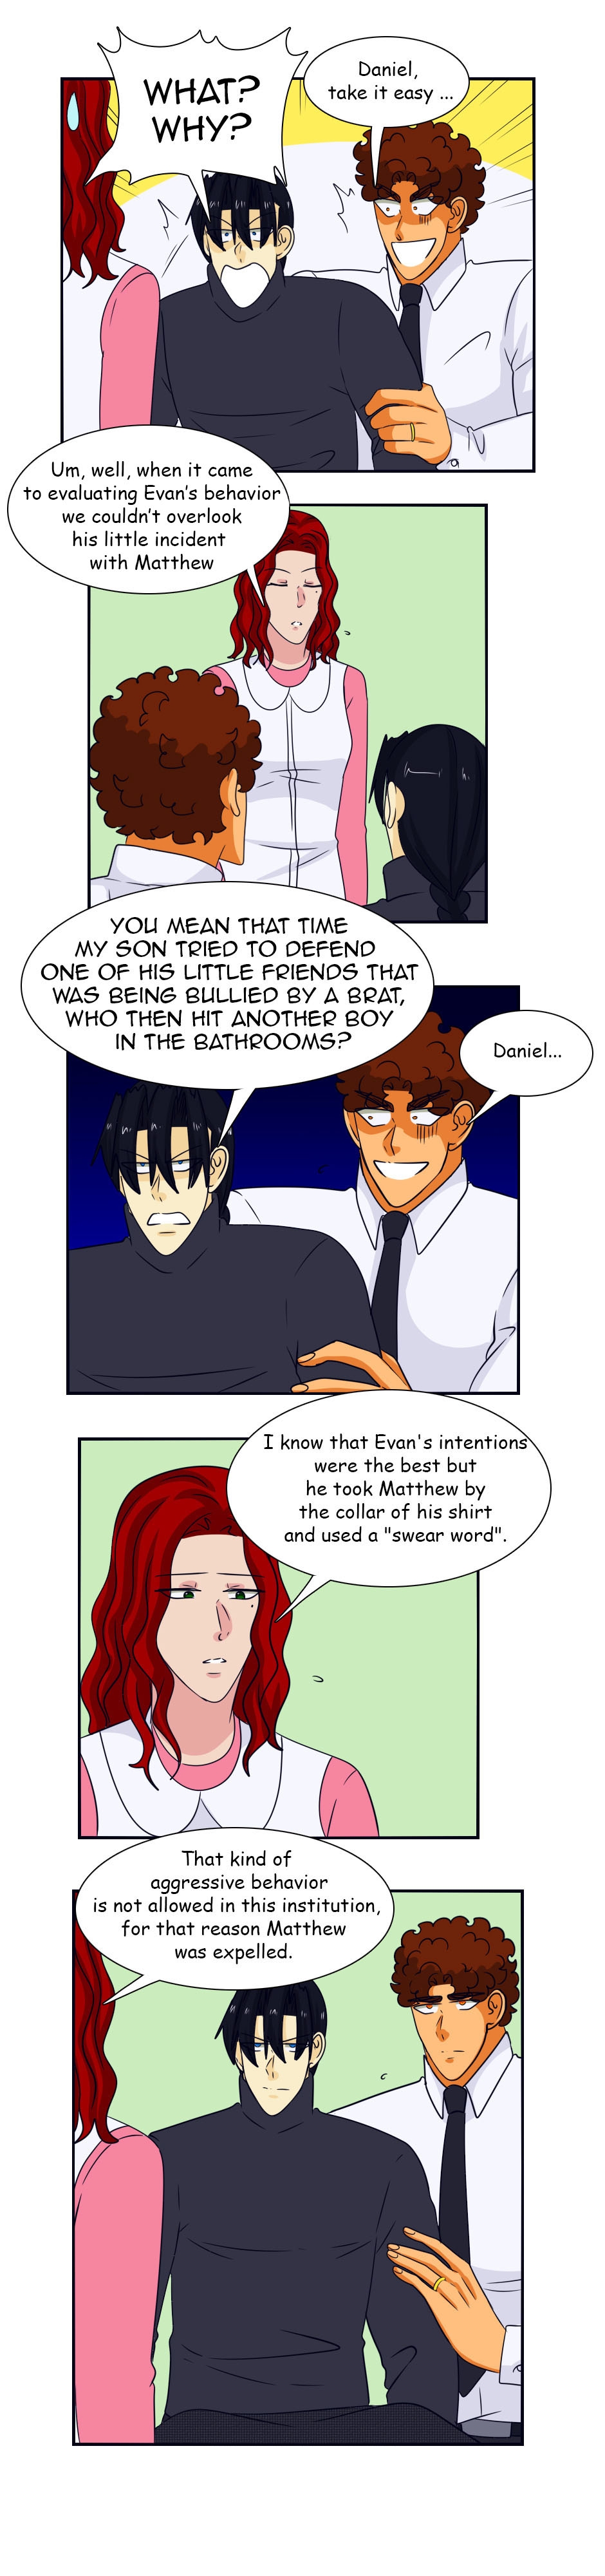 WHAT?
WHY?
Daniel,
take it easy ...
Um, well, when it came
to evaluating Evan's behavior
we couldn't overlook
his little incident
with Matthew
YOU MEAN THAT TIME
MY SON TRIED TO DEFEND
ONE OF HIS LITTLE FRIENDS THAT
WAS BEING BULLIED BY A BRAT,
WHO THEN HIT ANOTHER BOY
IN THE BATHROOMS?
Daniel...
I know that Evan's intentions
were the best but
he took Matthew by
the collar of his shirt
and used a "swear word".
That kind of
aggressive behavior
is not allowed in this institution,
for that reason Matthew
was expelled.